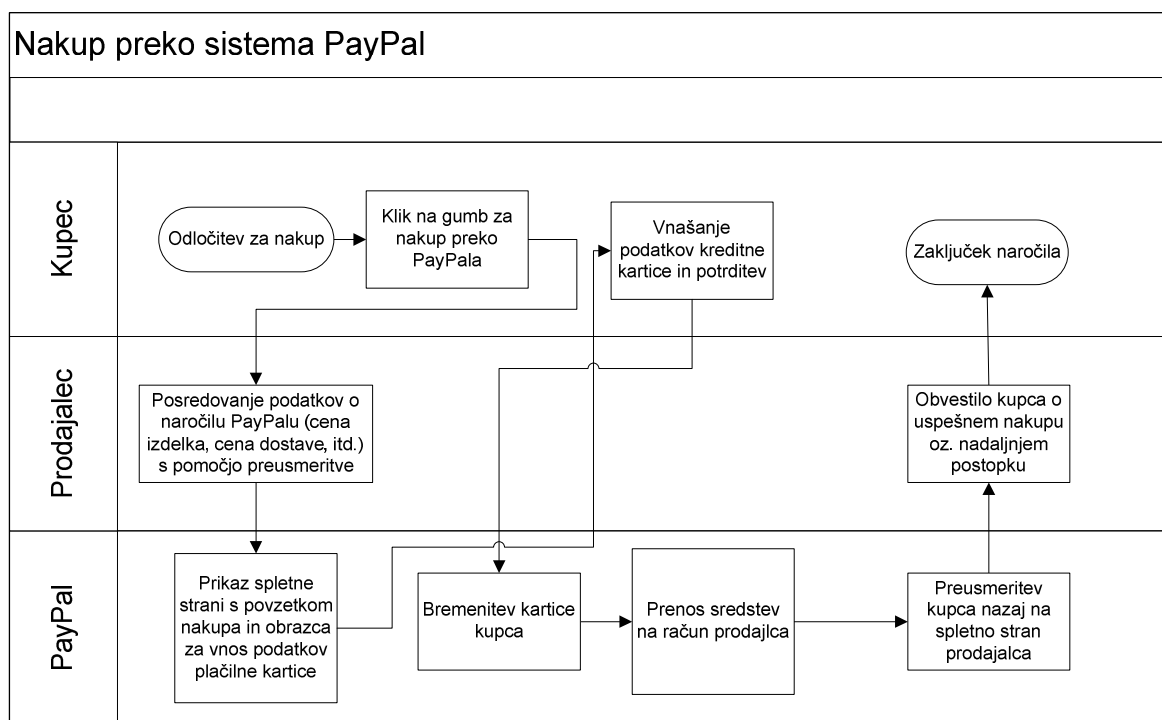 Nakup preko sistema PayPal
Kupec
Odločitev za nakup
Klik na gumb za
nakup preko
PayPala
Vnašanje
podatkov kreditne
kartice in potrditev
Zaključek naročila
Prodajalec
Posredovanje podatkov o
naročilu PayPalu (cena
izdelka, cena dostave, itd.)
s pomočjo preusmeritve
Obvestilo kupca o
uspešnem nakupu
oz. nadaljnjem
postopku
PayPal
Prikaz spletne
strani s povzetkom
nakupa in obrazca
za vnos podatkov
plačilne kartice
Bremenitev kartice
kupca
Prenos sredstev
na račun prodajlca
Preusmeritev
kupca nazaj na
spletno stran
prodajalca